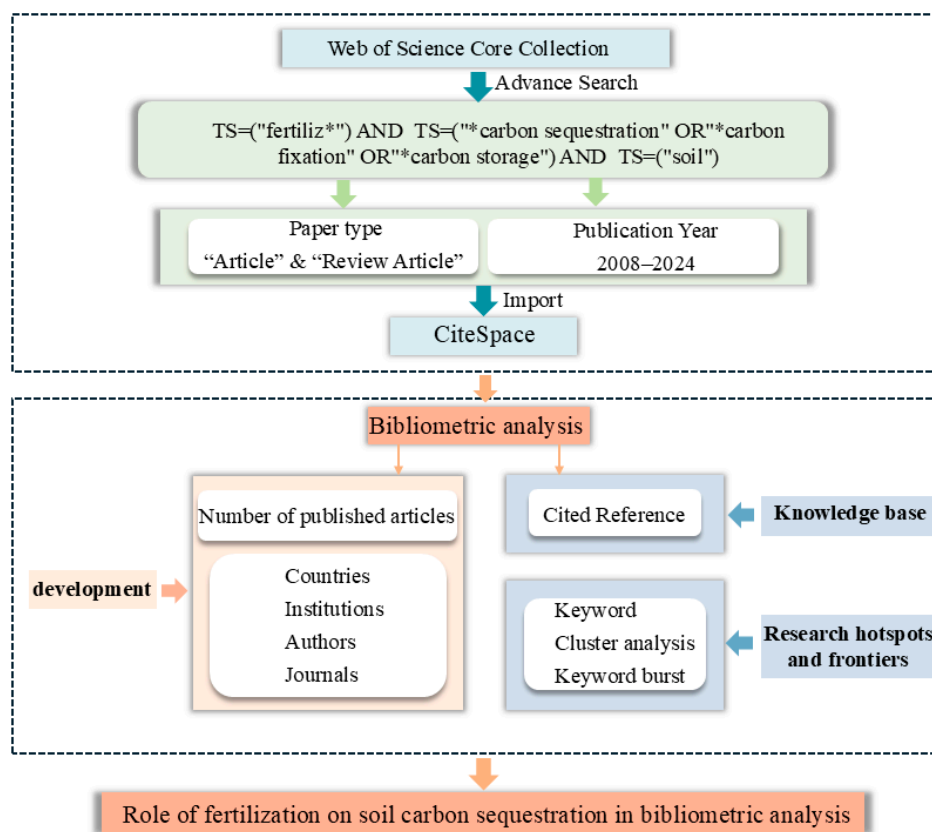 Web of Science Core Collection
Advance Search
TS=("fertiliz*") AND TS=("*carbon sequestration" OR"*carbon
fixation" OR"*carbon storage") AND TS=("soil")
Paper type
“Article” & “Review Article”
Publication Year
2008–2024
Import
CiteSpace
Bibliometric analysis
Number of published articles
Countries
Institutions
Authors
Journals
development
Cited Reference
Knowledge base
Keyword
Cluster analysis
Keyword burst
Research hotspots
and frontiers
Role of fertilization on soil carbon sequestration in bibliometric analysis